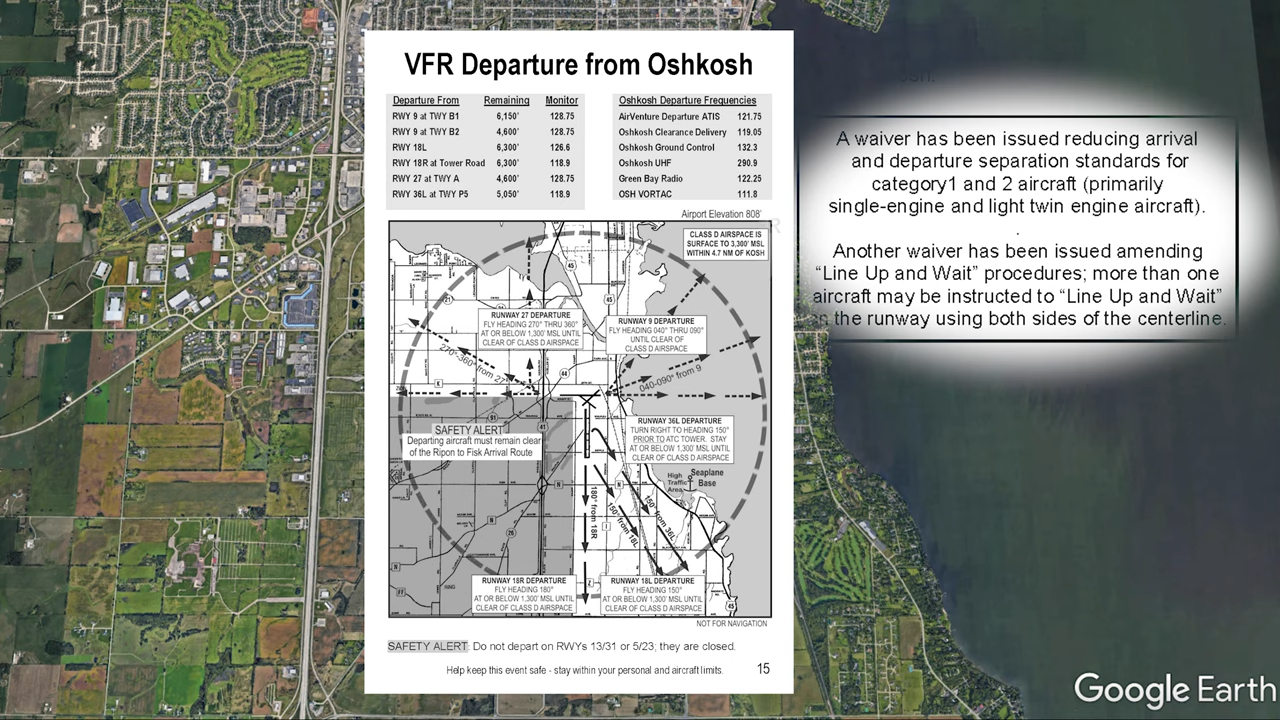 VFR Departure from Oshkosh
Departure From Remaining Monitor
RWY 9 at TWY B1 6,150' 128.75
RWY 9 at TWY B2 4,600' 128.75
RWY 18L 6,300' 126.6
RWY 18R at Tower Road 6,300' 118.9
RWY 27 at TWY A 4,600' 128.75
RWY 36L at TWY P5 5,050' 118.9
Oshkosh Departure Frequencies
AirVenture Departure ATIS 121.75
Oshkosh Clearance Delivery 119.05
Oshkosh Ground Control 132.3
Oshkosh UHF 290.9
Green Bay Radio 122.25
OSH VORTAC 111.8
Airport Elevation 808'
CLASS D AIRSPACE IS
SURFACE TO 3,300' MSL
WITHIN 4.7 NM OF KOSH
45
21
45
RUNWAY 27 DEPARTURE
FLY HEADING 270° THRU 360°
AT OR BELOW 1,300' MSL UNTIL
CLEAR OF CLASS D AIRSPACE
RUNWAY 9 DEPARTURE
FLY HEADING 040° THRU 090°
UNTIL CLEAR OF
CLASS D AIRSPACE
270°-360° from 27
040-090° from 9
44
K
91
41
SAFETY ALERT
Departing aircraft must remain clear
of the Ripon to Fisk Arrival Route
RUNWAY 36L DEPARTURE
TURN RIGHT TO HEADING 150°
PRIOR TO ATC TOWER. STAY
AT OR BELOW 1,300' MSL UNTIL
CLEAR OF CLASS D AIRSPACE
High
Traffic
Area
Seaplane
Base
N
N
N
I
26
180° from 18R
150° from 18L
150° from 36L
N
FF
Z
45
RUNWAY 18R DEPARTURE
FLY HEADING 180°
AT OR BELOW 1,300' MSL UNTIL
CLEAR OF CLASS D AIRSPACE
RUNWAY 18L DEPARTURE
FLY HEADING 150°
AT OR BELOW 1,300' MSL UNTIL
CLEAR OF CLASS D AIRSPACE
NOT FOR NAVIGATION
SAFETY ALERT: Do not depart on RWYs 13/31 or 5/23; they are closed.
Help keep this event safe - stay within your personal and aircraft limits.
15
A waiver has been issued reducing arrival
and departure separation standards for
category1 and 2 aircraft (primarily
single-engine and light twin engine aircraft).
Another waiver has been issued amending
“Line Up and Wait” procedures; more than one
aircraft may be instructed to “Line Up and Wait”
on the runway using both sides of the centerline.
Google Earth